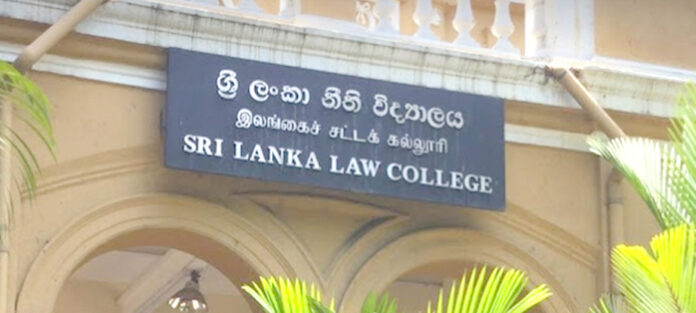 ශ්‍රී ලංකා නීති විද්‍යාලය
இலங்கைச் சட்டக் கல்லூரி
SRI LANKA LAW COLLEGE